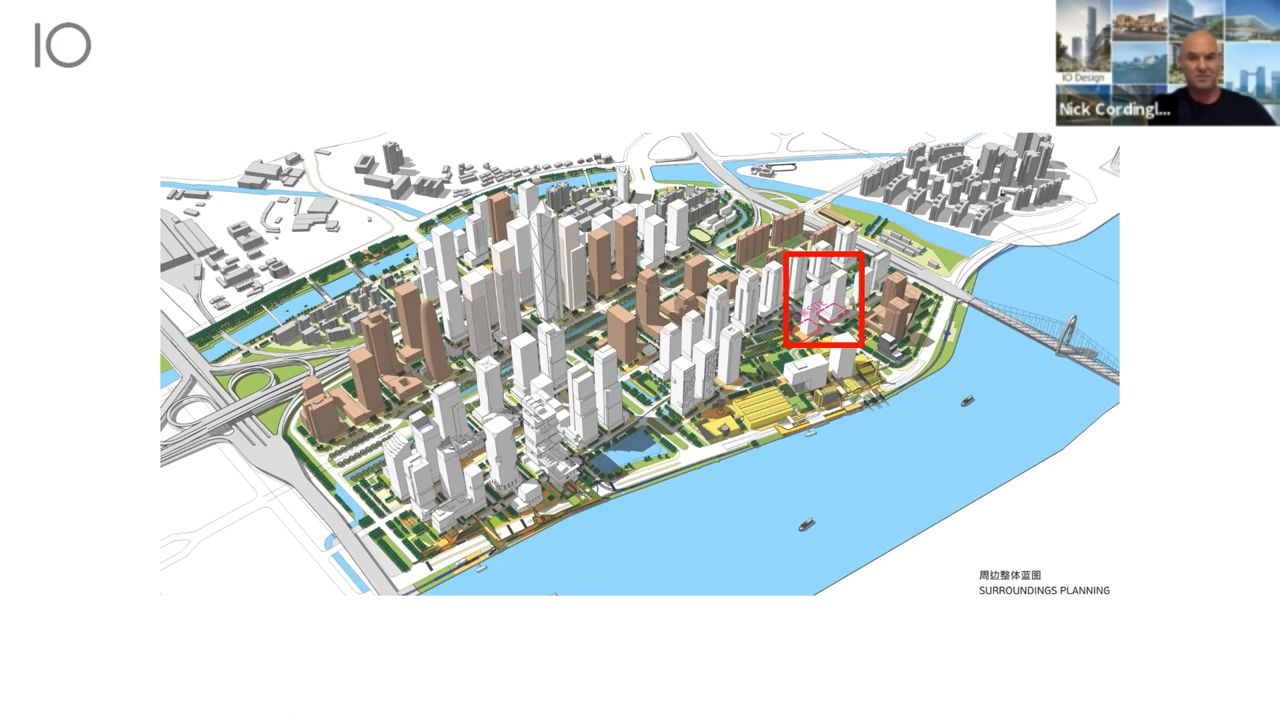 IO
IO Design
Nick Cordingl...
周边整体蓝图
SURROUNDINGS PLANNING